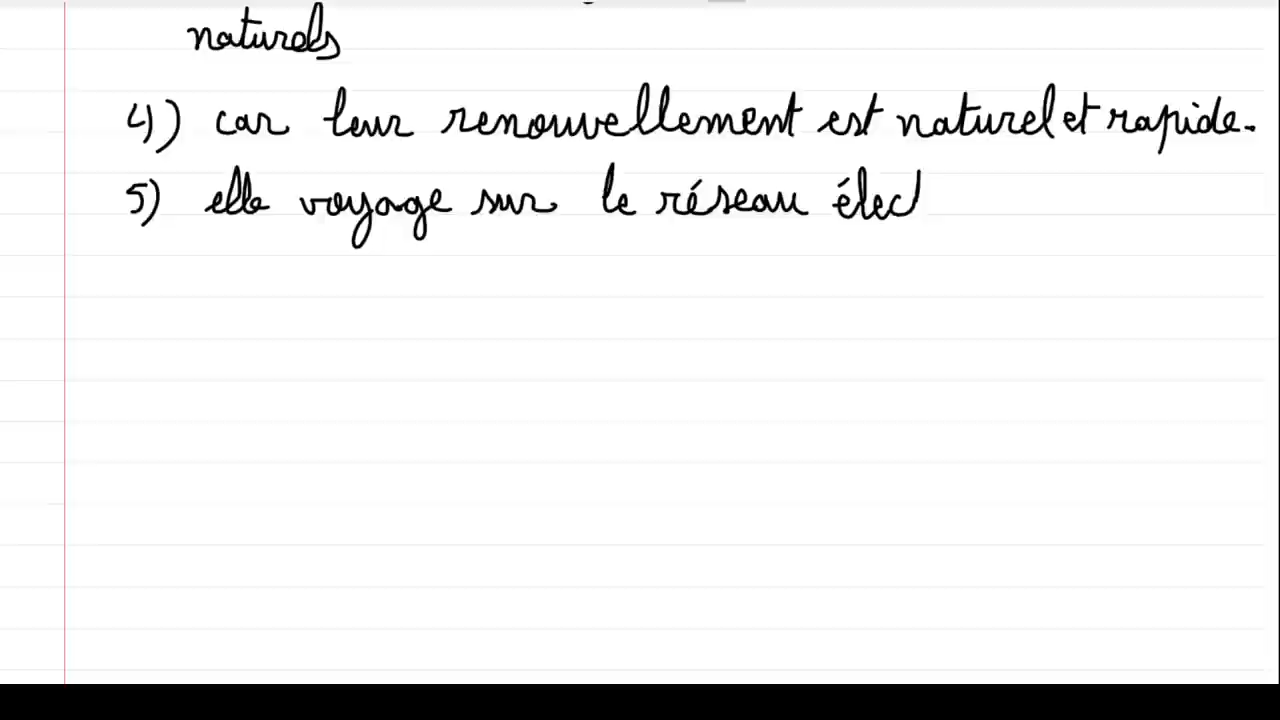 naturels
4) car leur renouvellement est naturel et rapide.
5) elle voyage sur le réseau élec